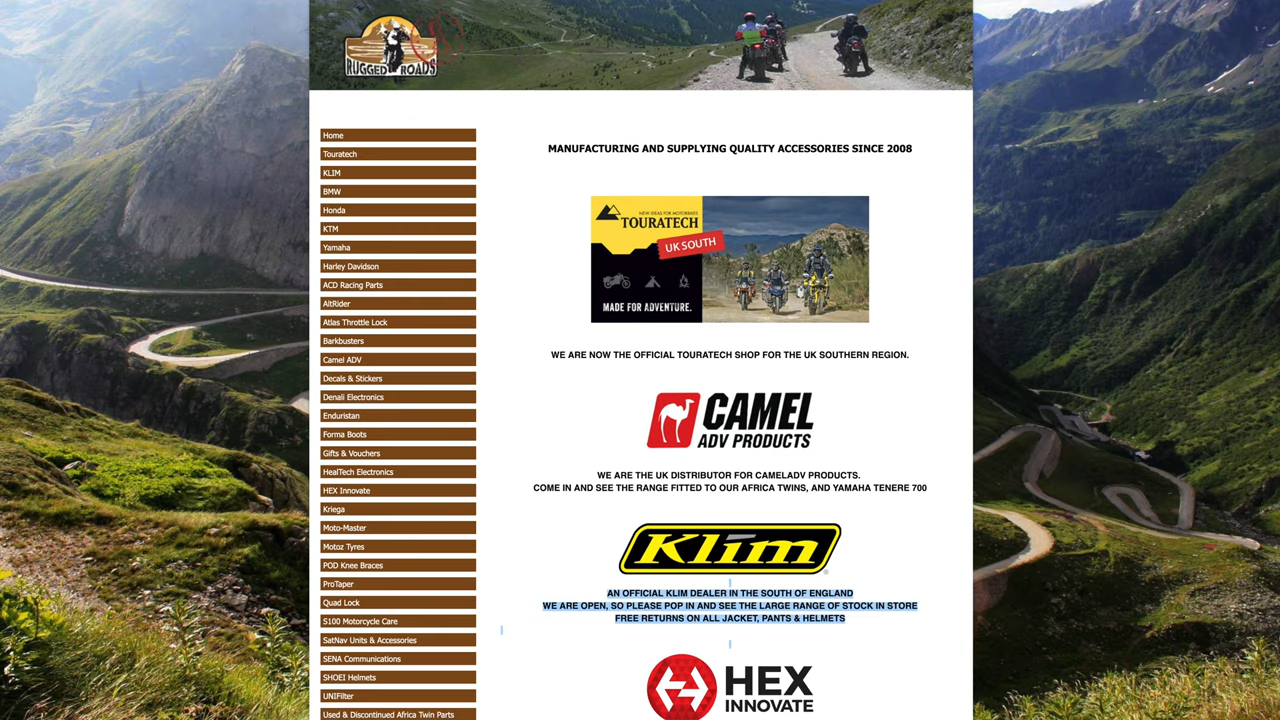 RUGGED ROADS
Home
Touratech
KLIM
BMW
Honda
KTM
Yamaha
Harley Davidson
ACD Racing Parts
AltRider
Atlas Throttle Lock
Barkbusters
Camel ADV
Decals & Stickers
Denali Electronics
Enduristan
Forma Boots
Gifts & Vouchers
HealTech Electronics
HEX Innovate
Kriega
Moto-Master
Motoz Tyres
POD Knee Braces
ProTaper
Quad Lock
S100 Motorcycle Care
SatNav Units & Accessories
SENA Communications
SHOEI Helmets
UNIFilter
Used & Discontinued Africa Twin Parts
MANUFACTURING AND SUPPLYING QUALITY ACCESSORIES SINCE 2008
NEW IDEAS FOR MOTORBIKES
TOURATECH
UK SOUTH
MADE FOR ADVENTURE.
WE ARE NOW THE OFFICIAL TOURATECH SHOP FOR THE UK SOUTHERN REGION.
CAMEL
ADV PRODUCTS
WE ARE THE UK DISTRIBUTOR FOR CAMELADV PRODUCTS.
COME IN AND SEE THE RANGE FITTED TO OUR AFRICA TWINS, AND YAMAHA TENERE 700
Klim
AN OFFICIAL KLIM DEALER IN THE SOUTH OF ENGLAND
WE ARE OPEN, SO PLEASE POP IN AND SEE THE LARGE RANGE OF STOCK IN STORE
FREE RETURNS ON ALL JACKET, PANTS & HELMETS
HEX
INNOVATE